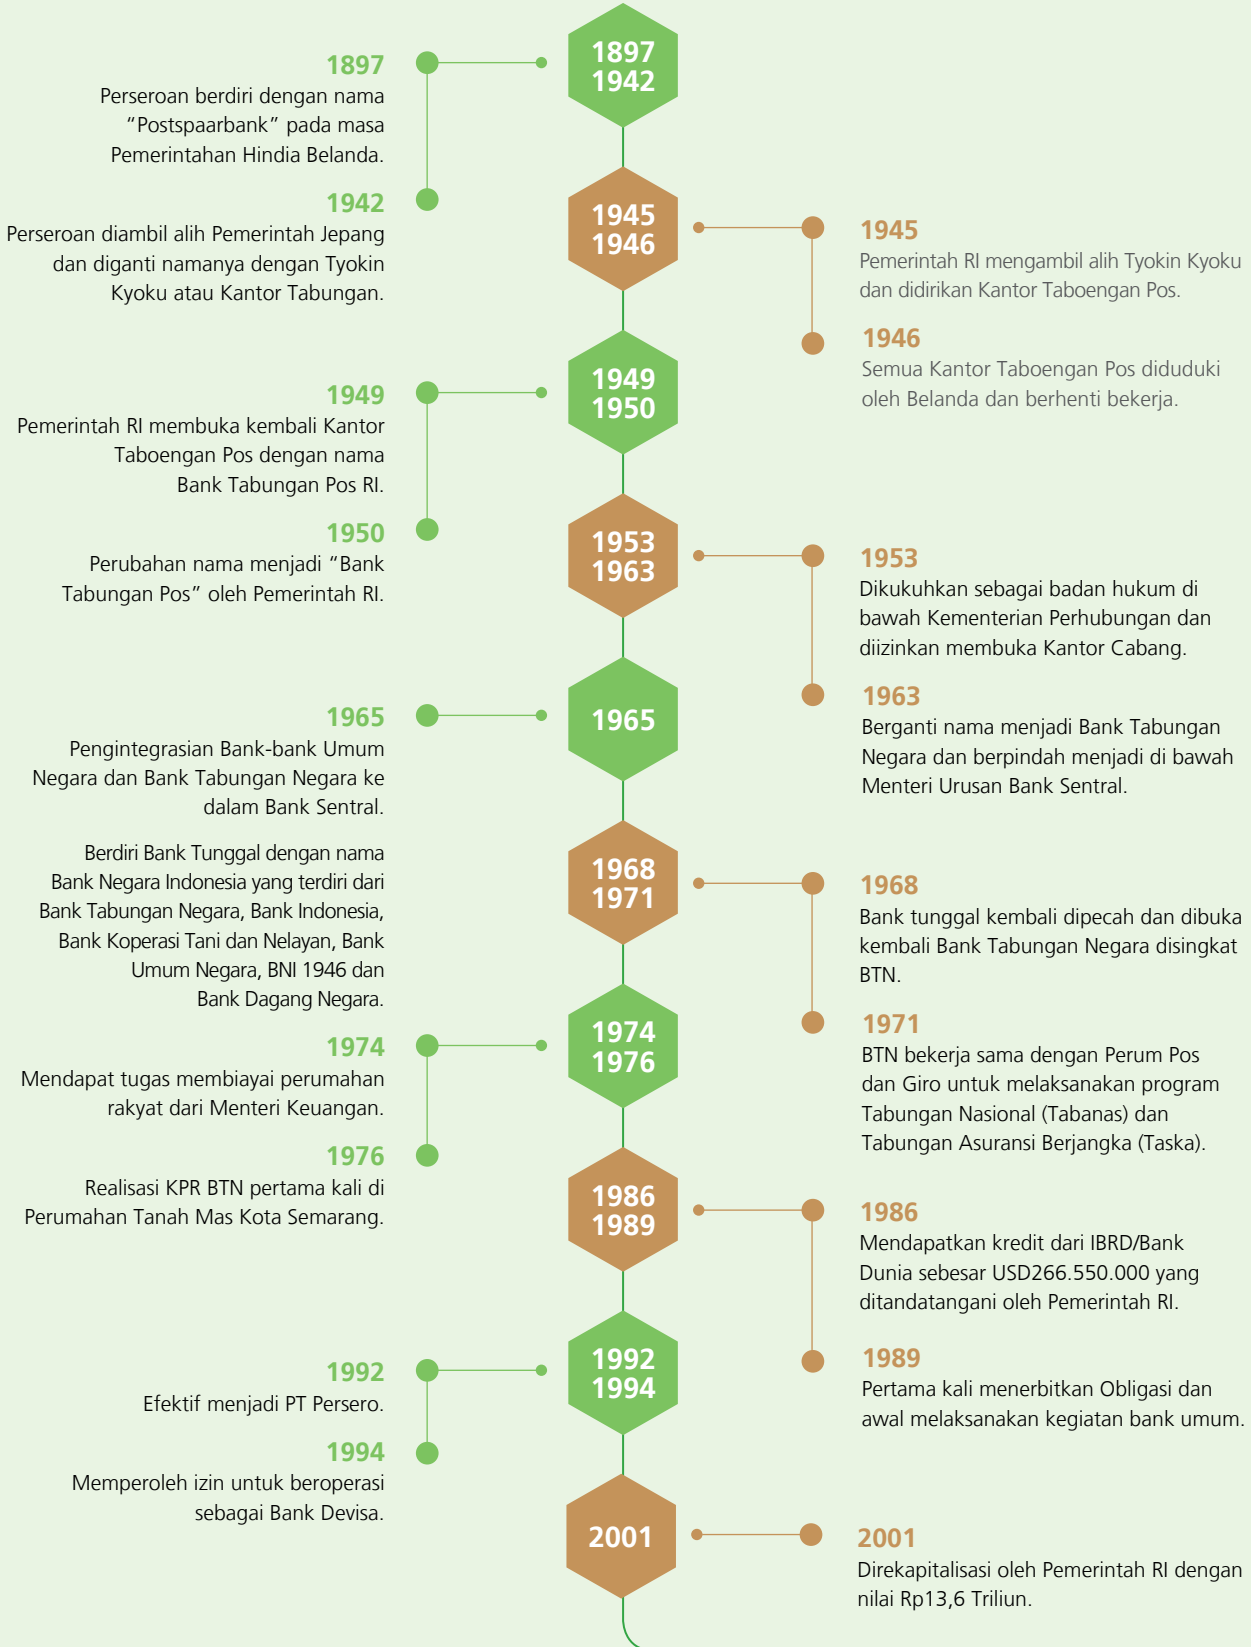 1897
1942
1897
Perseroan berdiri dengan nama
“Postspaarbank” pada masa
Pemerintahan Hindia Belanda.
1942
Perseroan diambil alih Pemerintah Jepang
dan diganti namanya dengan Tyokin
Kyoku atau Kantor Tabungan.
1945
1946
1945
Pemerintah RI mengambil alih Tyokin Kyoku
dan didirikan Kantor Taboengan Pos.
1946
Semua Kantor Taboengan Pos diduduki
oleh Belanda dan berhenti bekerja.
1949
1950
1949
Pemerintah RI membuka kembali Kantor
Taboengan Pos dengan nama
Bank Tabungan Pos RI.
1950
Perubahan nama menjadi “Bank
Tabungan Pos” oleh Pemerintah RI.
1953
1963
1953
Dikukuhkan sebagai badan hukum di
bawah Kementerian Perhubungan dan
diizinkan membuka Kantor Cabang.
1963
Berganti nama menjadi Bank Tabungan
Negara dan berpindah menjadi di bawah
Menteri Urusan Bank Sentral.
1965
1965
Pengintegrasian Bank-bank Umum
Negara dan Bank Tabungan Negara ke
dalam Bank Sentral.
Berdiri Bank Tunggal dengan nama
Bank Negara Indonesia yang terdiri dari
Bank Tabungan Negara, Bank Indonesia,
Bank Koperasi Tani dan Nelayan, Bank
Umum Negara, BNI 1946 dan
Bank Dagang Negara.
1968
1971
1968
Bank tunggal kembali dipecah dan dibuka
kembali Bank Tabungan Negara disingkat
BTN.
1971
BTN bekerja sama dengan Perum Pos
dan Giro untuk melaksanakan program
Tabungan Nasional (Tabanas) dan
Tabungan Asuransi Berjangka (Taska).
1974
1976
1974
Mendapat tugas membiayai perumahan
rakyat dari Menteri Keuangan.
1976
Realisasi KPR BTN pertama kali di
Perumahan Tanah Mas Kota Semarang.
1986
1989
1986
Mendapatkan kredit dari IBRD/Bank
Dunia sebesar USD266.550.000 yang
ditandatangani oleh Pemerintah RI.
1989
Pertama kali menerbitkan Obligasi dan
awal melaksanakan kegiatan bank umum.
1992
1994
1992
Efektif menjadi PT Persero.
1994
Memperoleh izin untuk beroperasi
sebagai Bank Devisa.
2001
2001
Direkapitalisasi oleh Pemerintah RI dengan
nilai Rp13,6 Triliun.